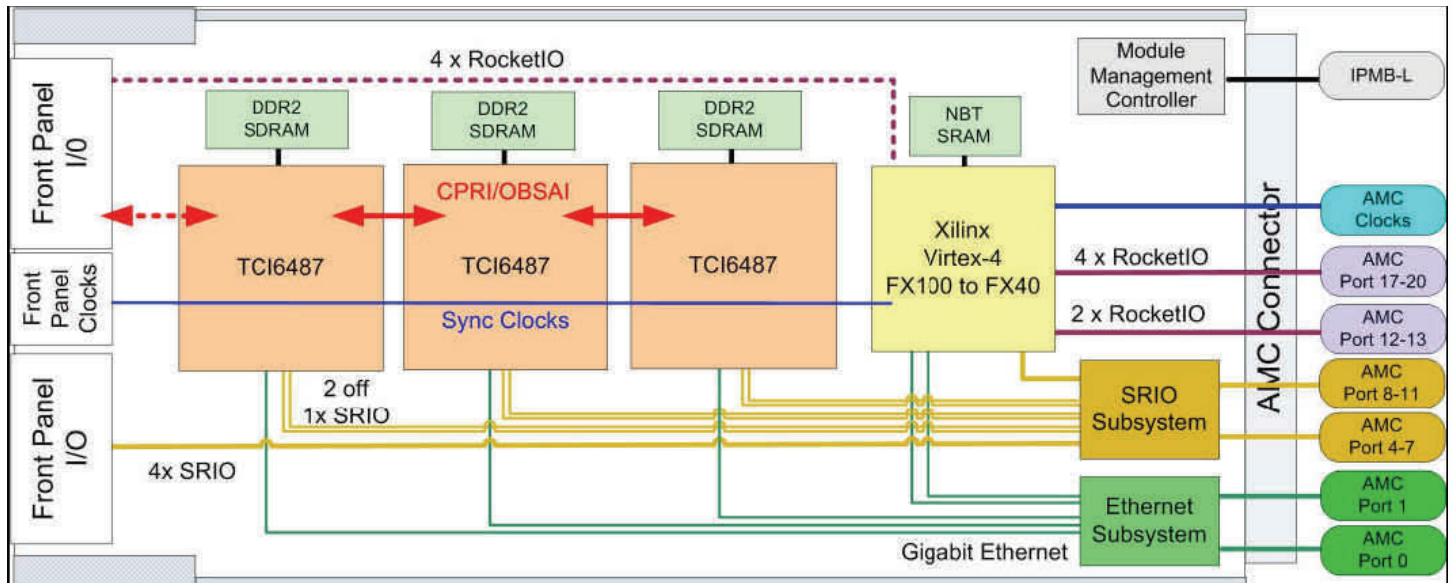 4 x RocketIO
Module
Management
Controller
IPMB-L
Front Panel
I/0
DDR2
SDRAM
DDR2
SDRAM
DDR2
SDRAM
NBT
SRAM
CPRI/OBSAI
TCI6487
TCI6487
TCI6487
Xilinx
Virtex-4
FX100 to FX40
AMC
Clocks
4 x RocketIO
AMC
Port 17-20
Front
Panel
Clocks
Sync Clocks
2 x RocketIO
AMC
Port 12-13
AMC Connector
Front Panel
I/O
2 off
1x SRIO
4x SRIO
SRIO
Subsystem
AMC
Port 8-11
AMC
Port 4-7
Ethernet
Subsystem
Gigabit Ethernet
AMC
Port 1
AMC
Port 0